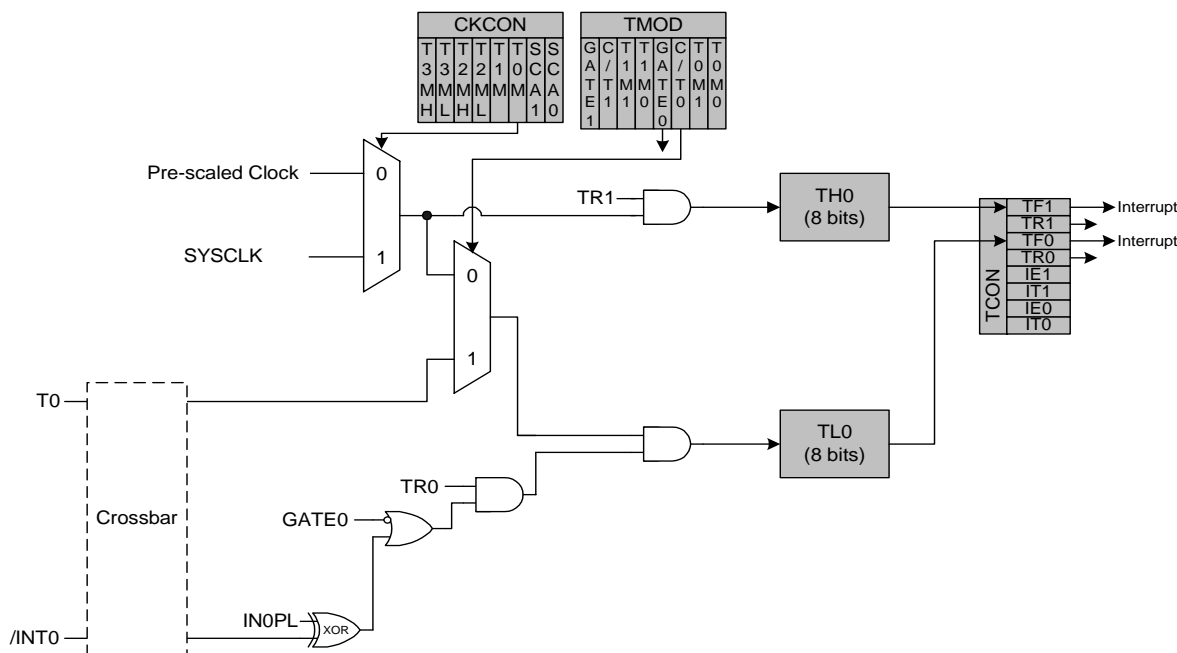 CKCON
T3MH
T3ML
T2MH
T2ML
T1M
T0M
SCA1
SCA0
TMOD
GATE1
C/T1
T1M1
T1M0
GATE0
C/T0
T0M1
T0M0
Pre-scaled Clock
0
SYSCLK
1
TR1
TH0
(8 bits)
TCON
TF1
TR1
TF0
TR0
IE1
IT1
IE0
IT0
Interrupt
Interrupt
0
1
T0
Crossbar
/INT0
TL0
(8 bits)
TR0
GATE0
IN0PL
XOR